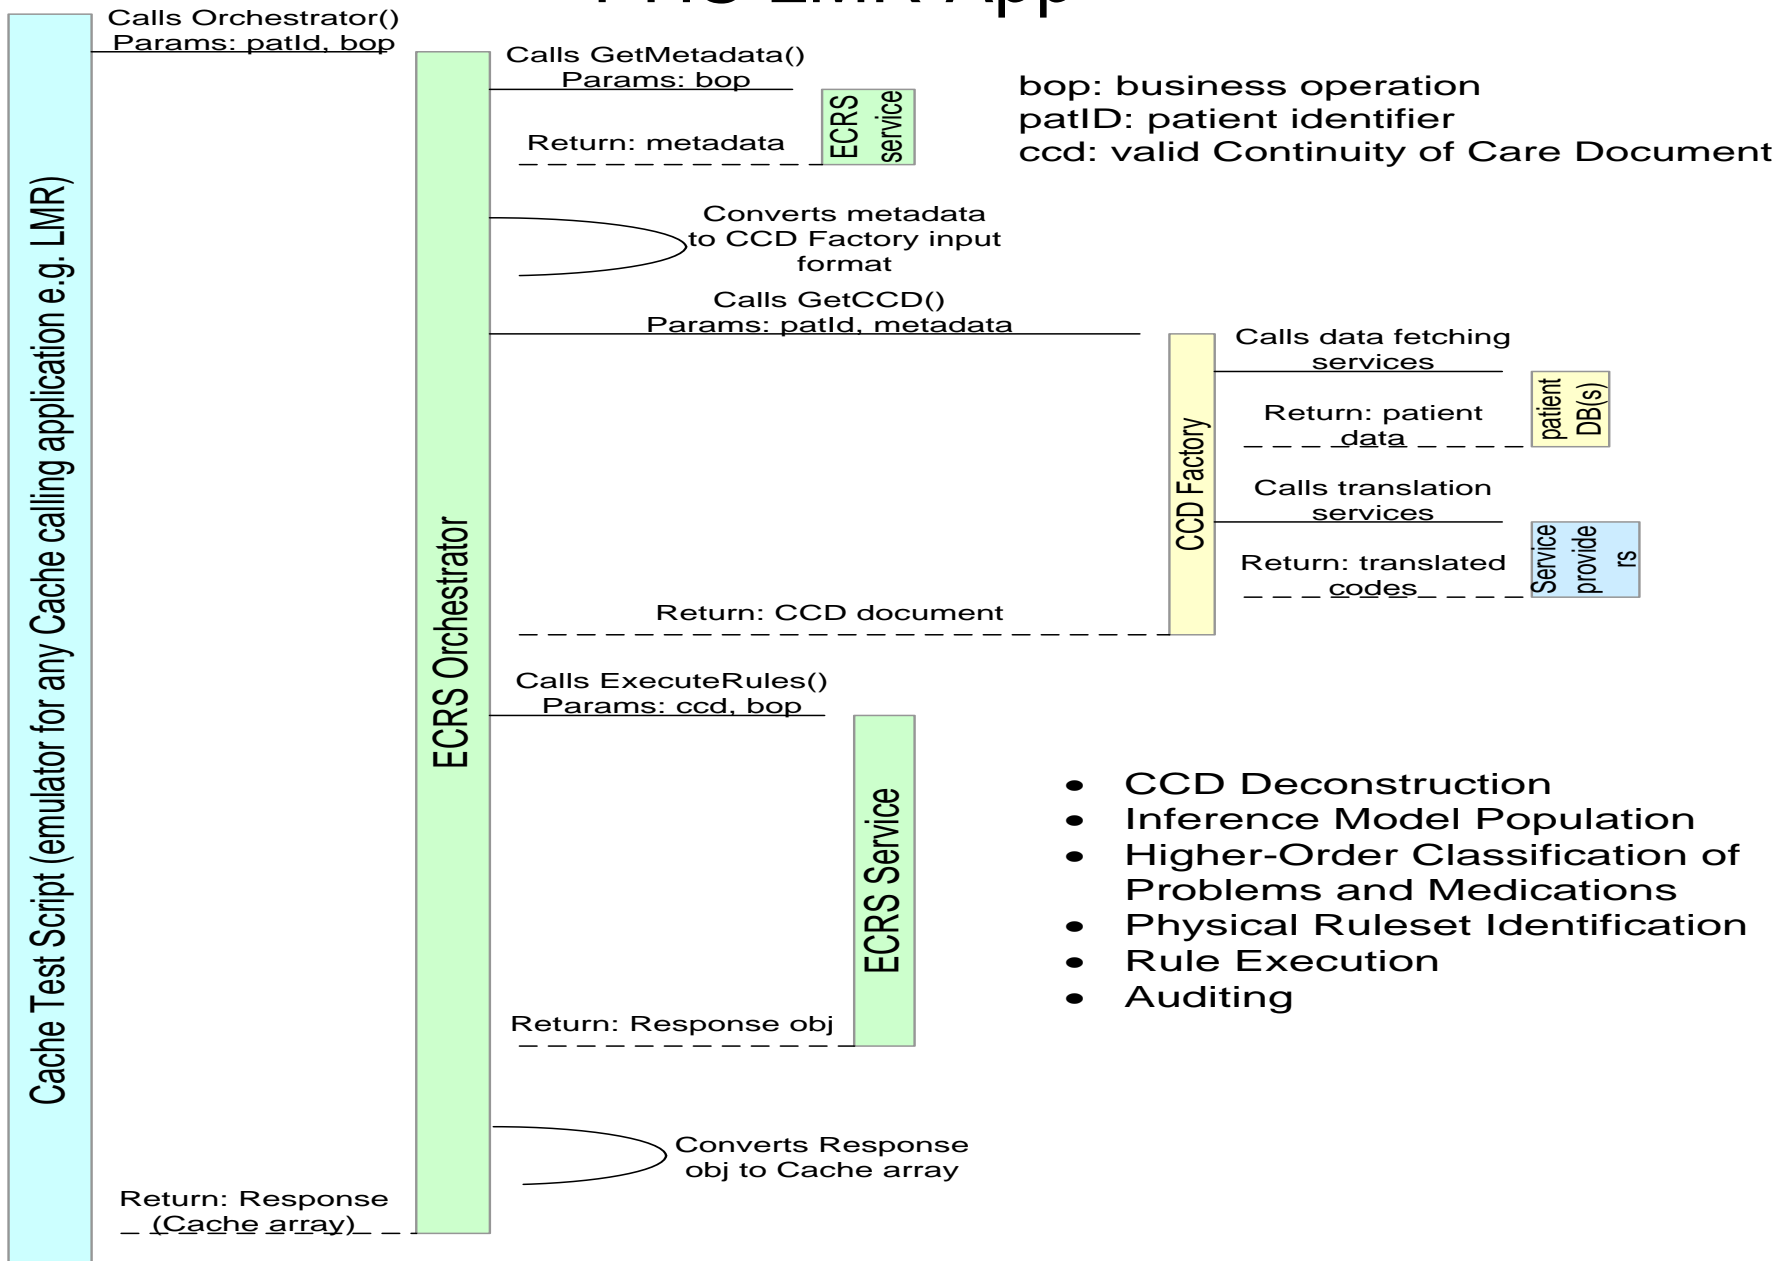 LMR App
Calls Orchestrator()
Params: patId, bop
Calls GetMetadata()
Params: bop
ECRS
service
bop: business operation
patID: patient identifier
ccd: valid Continuity of Care Document
Return: metadata
Converts metadata
to CCD Factory input
format
Calls GetCCD()
Params: patId, metadata
Calls data fetching
services
patient
DB(s)
Return: patient
data
CCD Factory
Calls translation
services
Service
provide
rs
Return: translated
codes
Return: CCD document
Cache Test Script (emulator for any Cache calling application e.g. LMR)
ECRS Orchestrator
Calls ExecuteRules()
Params: ccd, bop
ECRS Service
• CCD Deconstruction
• Inference Model Population
• Higher-Order Classification of
Problems and Medications
• Physical Ruleset Identification
• Rule Execution
• Auditing
Return: Response obj
Converts Response
obj to Cache array
Return: Response
(Cache array)